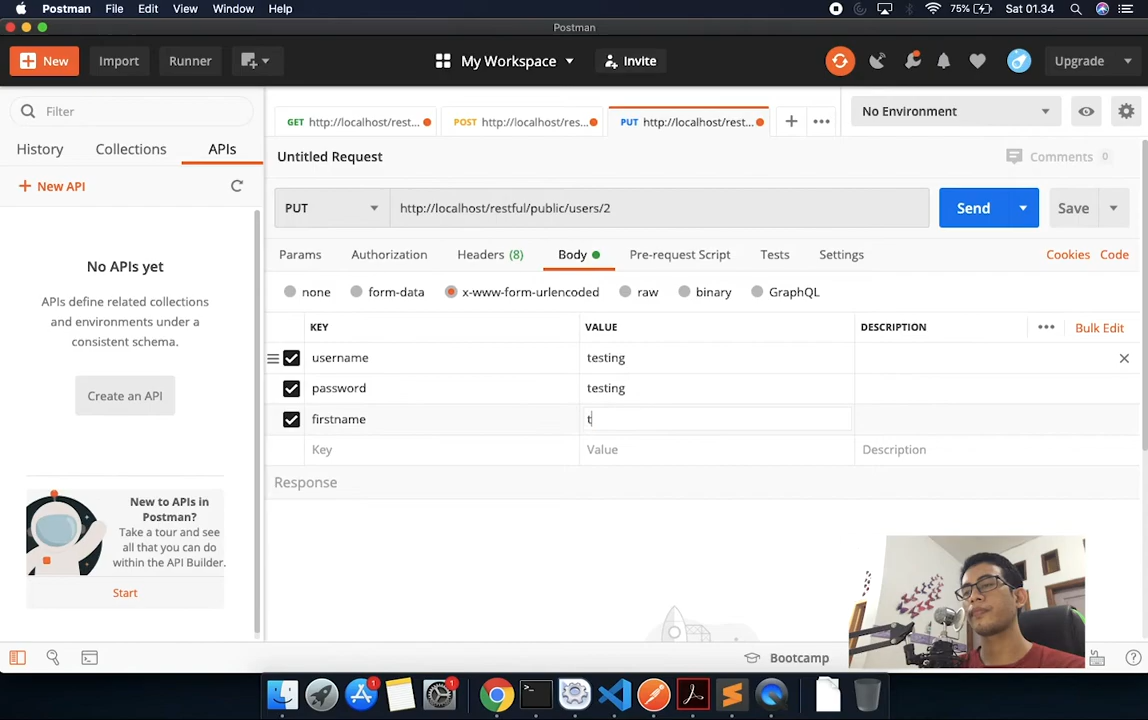 Postman File Edit View Window Help 75% Sat 01.34
Postman
New Import Runner My Workspace Invite Upgrade
Filter
GET http://localhost/rest... POST http://localhost/res... PUT http://localhost/rest... No Environment
History Collections APIs
Untitled Request Comments 0
New API
PUT http://localhost/restful/public/users/2 Send Save
Params Authorization Headers (8) Body Pre-request Script Tests Settings Cookies Code
No APIs yet
APIs define related collections
and environments under a
consistent schema.
Create an API
none form-data x-www-form-urlencoded raw binary GraphQL
KEY VALUE DESCRIPTION Bulk Edit
username testing
password testing
firstname t
Key Value Description
Response
New to APIs in
Postman?
Take a tour and see
all that you can do
within the API Builder.
Start
Bootcamp
1
1